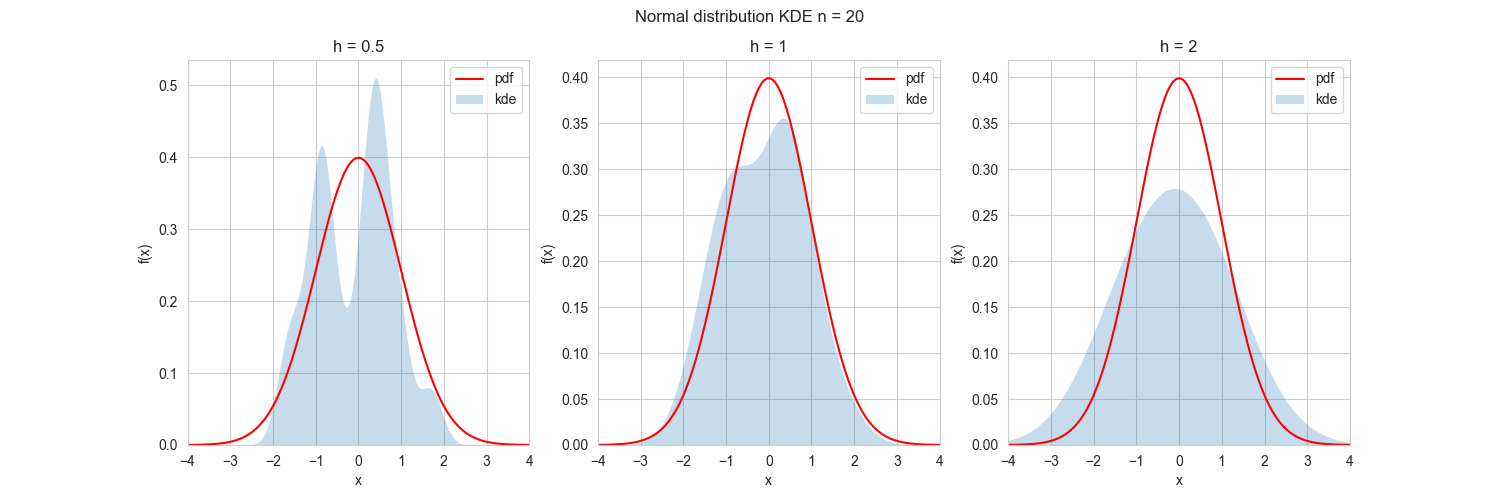 Normal distribution KDE n = 20
h = 0.5
pdf
kde
0.5
0.4
0.3
0.2
0.1
0.0
f(x)
−4 −3 −2 −1 0 1 2 3 4
x
h = 1
pdf
kde
0.40
0.35
0.30
0.25
0.20
0.15
0.10
0.05
0.00
f(x)
−4 −3 −2 −1 0 1 2 3 4
x
h = 2
pdf
kde
0.40
0.35
0.30
0.25
0.20
0.15
0.10
0.05
0.00
f(x)
−4 −3 −2 −1 0 1 2 3 4
x